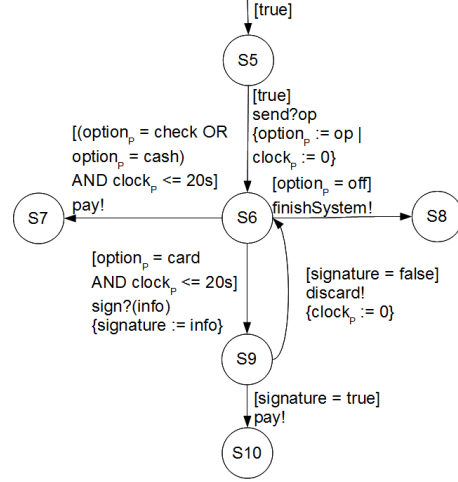 [true]
S5
[true]
send?op
{option_P := op |
clock_P := 0}
[(option_P = check OR
option_P = cash)
AND clock_P <= 20s]
pay!
[option_P = off]
finishSystem!
S7
S6
S8
[option_P = card
AND clock_P <= 20s]
sign?(info)
{signature := info}
[signature = false]
discard!
{clock_P := 0}
S9
[signature = true]
pay!
S10